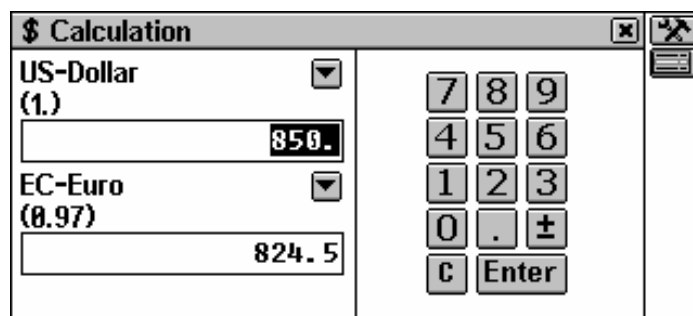 $ Calculation
US-Dollar
(1.)
850.
EC-Euro
(0.97)
824.5
7 8 9
4 5 6
1 2 3
0 . ±
C Enter